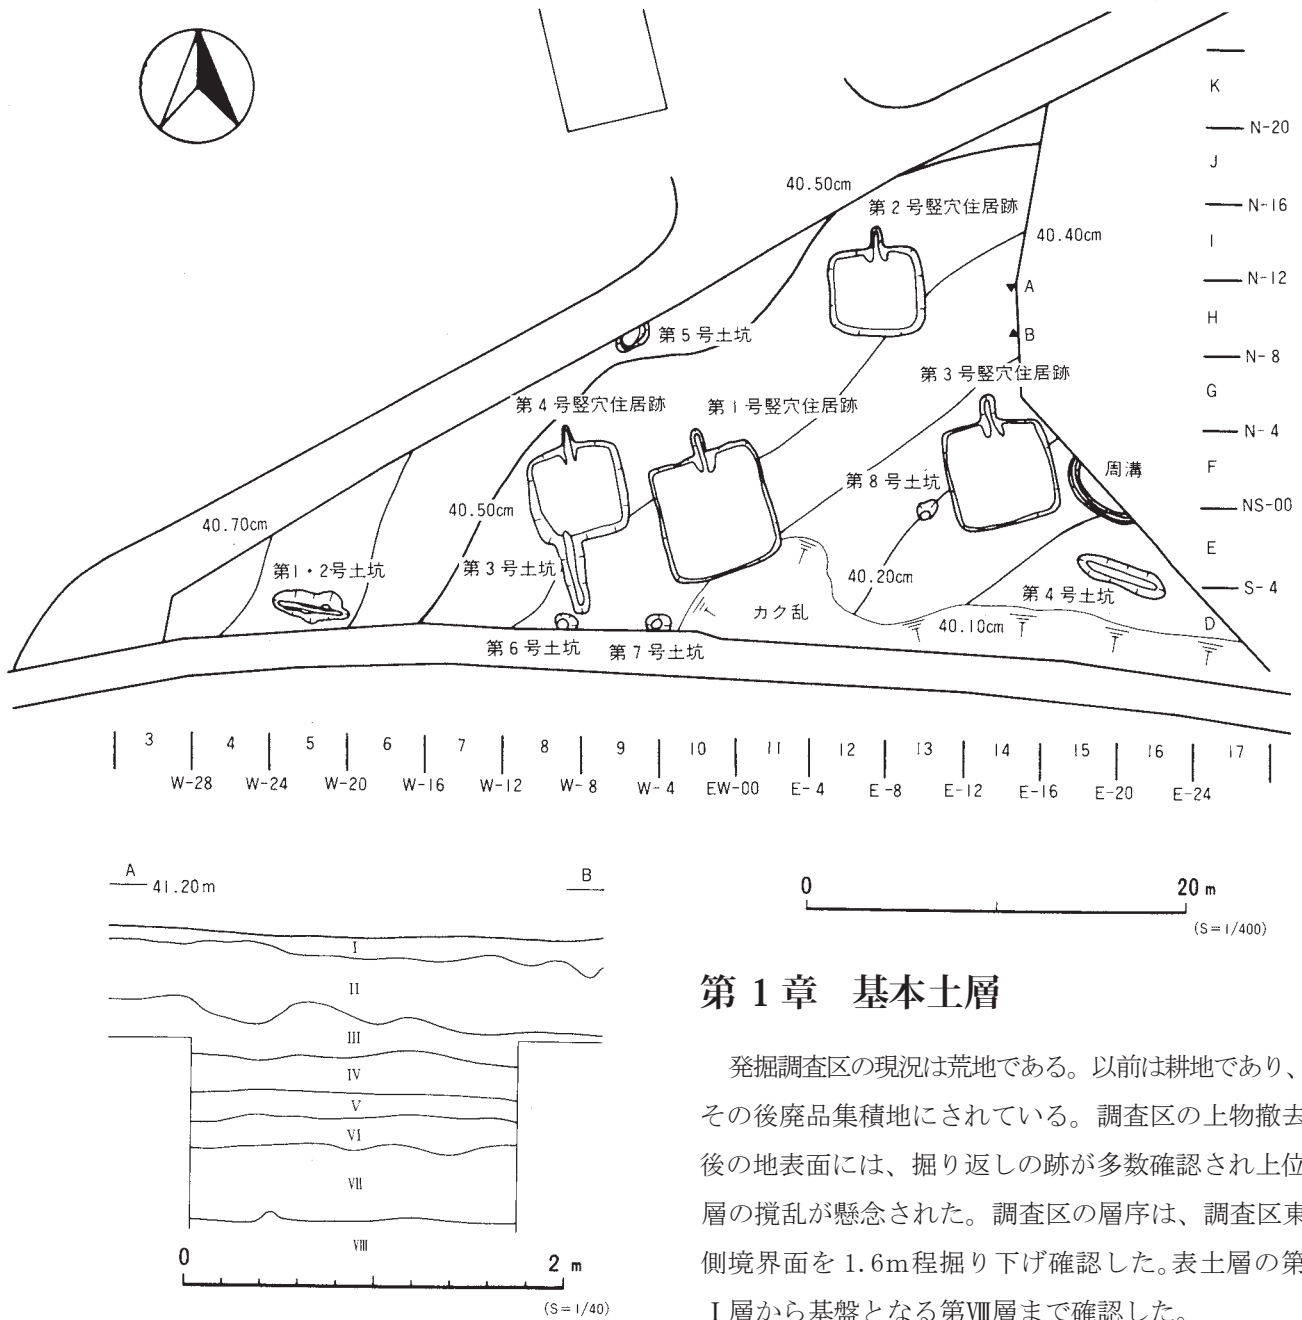 K
N-20
J
40.50cm
N-16
第2号竪穴住居跡
40.40cm
I
N-12
A
H
第5号土坑
B
N-8
第3号竪穴住居跡
G
第4号竪穴住居跡
第1号竪穴住居跡
N-4
周溝
F
第8号土坑
40.50cm
NS-00
40.70cm
E
第1・2号土坑
第3号土坑
40.20cm
S-4
第4号土坑
カク乱
40.10cm
D
第6号土坑
第7号土坑
3 4 5 6 7 8 9 10 11 12 13 14 15 16 17
W-28 W-24 W-20 W-16 W-12 W-8 W-4 EW-00 E-4 E-8 E-12 E-16 E-20 E-24
A 41.20m B
I
II
III
IV
V
VI
VII
VIII
0 2 m
(S=1/40)
0 20 m
(S=1/400)
第1章 基本土層
発掘調査区の現況は荒地である。以前は耕地であり、
その後廃品集積地にされている。調査区の上物撤去
後の地表面には、掘り返しの跡が多数確認され上位
層の撹乱が懸念された。調査区の層序は、調査区東
側境界面を1.6m程掘り下げ確認した。表土層の第
Ⅰ層から基盤となる第Ⅷ層まで確認した。